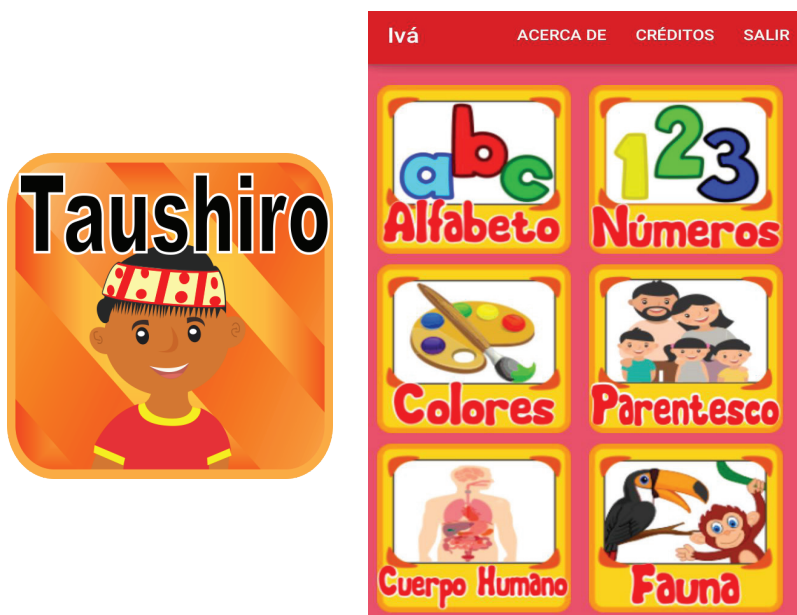 Taushiro
Ivá ACERCA DE CRÉDITOS SALIR
abc
123
Alfabeto
Números
Colores
Parentesco
Cuerpo Humano
Fauna